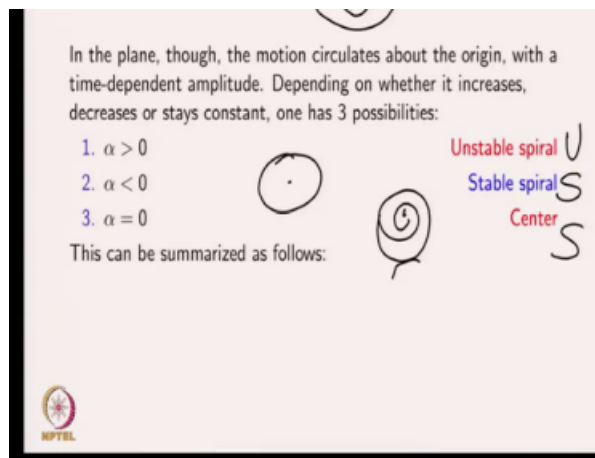 In the plane, though, the motion circulates about the origin, with a
time-dependent amplitude. Depending on whether it increases,
decreases or stays constant, one has 3 possibilities:
1. α > 0 Unstable spiral U
2. α < 0 Stable spiral S
3. α = 0 Center
S
This can be summarized as follows:
NPTEL